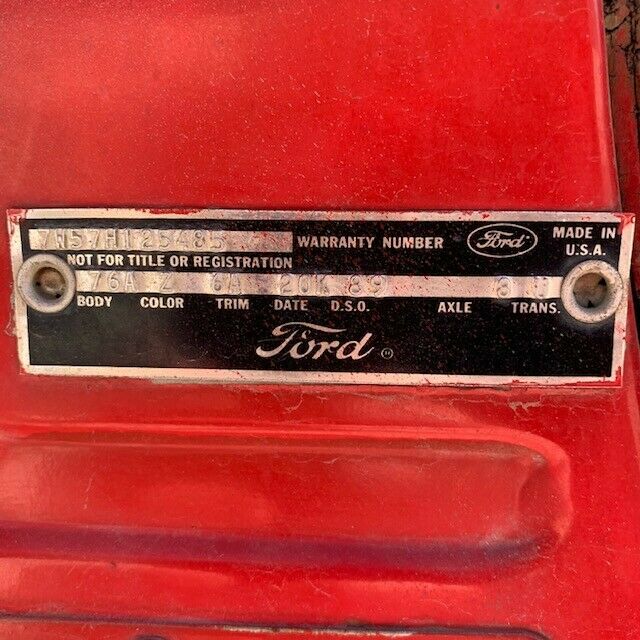 7W57H125485 WARRANTY NUMBER Ford MADE IN U.S.A.
NOT FOR TITLE OR REGISTRATION
76A Z 6A 20K 89 8 U
BODY COLOR TRIM DATE D.S.O. AXLE TRANS.
Ford